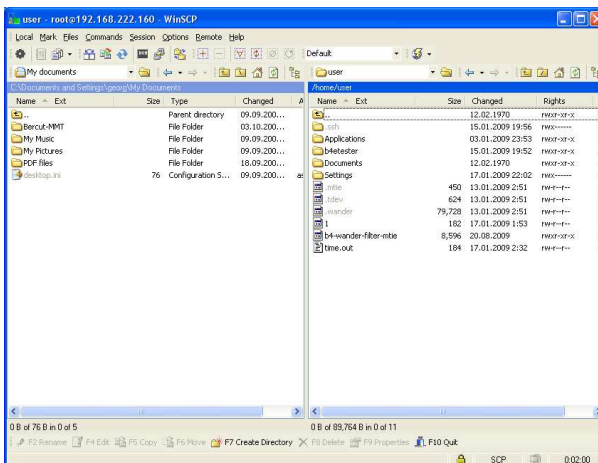 user - root@192.168.222.160 - WinSCP
Local Mark Files Commands Session Options Remote Help
Default
My documents
user
C:\Documents and Settings\georg\My Documents
/home/user
Name Ext Size Type Changed A
Name Ext Size Changed Rights
.. Parent directory 09.09.200...
Bercut-MMT File Folder 03.10.200...
My Music File Folder 09.09.200...
My Pictures File Folder 09.09.200...
PDF files File Folder 18.09.200...
desktop.ini 76 Configuration S... 09.09.200... as
.. 12.02.1970 rwxr-xr-x
.ssh 15.01.2009 19:56 rwx------
Applications 03.01.2009 23:53 rwxr-xr-x
b4etester 15.01.2009 19:52 rwxr-xr-x
Documents 12.02.1970 rwxr-xr-x
Settings 17.01.2009 22:02 rwx------
.mtie 450 13.01.2009 2:51 rw-r--r--
.tdev 624 13.01.2009 2:51 rw-r--r--
.wander 79,728 13.01.2009 2:51 rw-r--r--
1 182 17.01.2009 1:53 rw-r--r--
b4-wander-filter-mtie 8,596 20.08.2009 rwxr-xr-x
time.out 184 17.01.2009 2:32 rw-r--r--
0 B of 76 B in 0 of 5
0 B of 89,764 B in 0 of 11
F2 Rename F4 Edit F5 Copy F6 Move F7 Create Directory F8 Delete F9 Properties F10 Quit
SCP 0:02:00